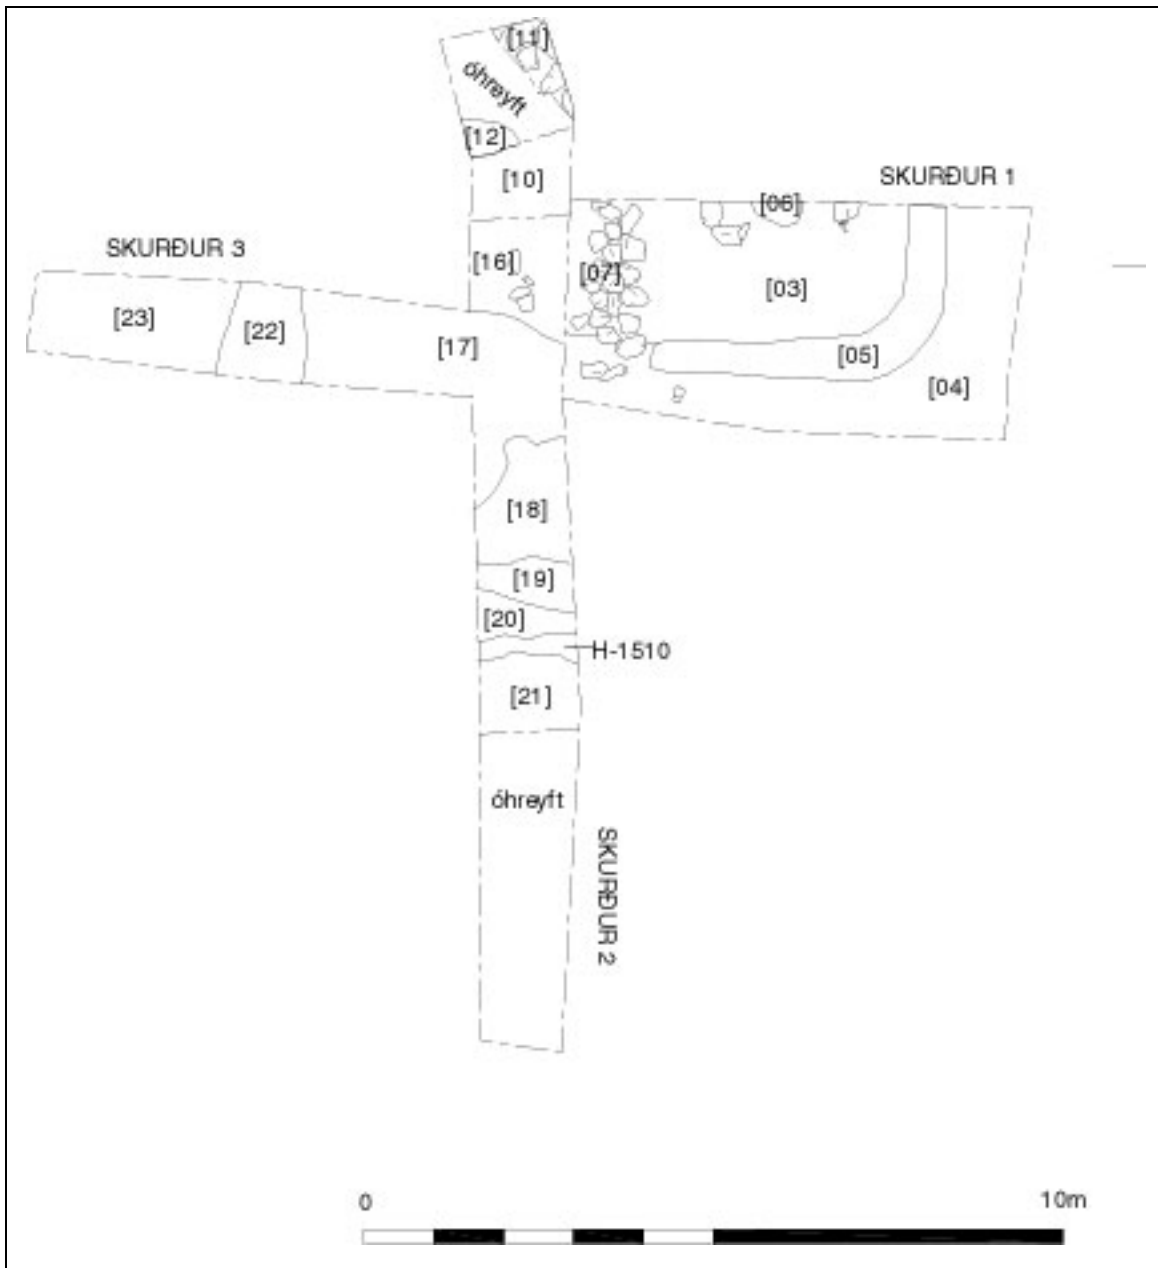 [11]
óhreyft
[12]
[10]
SKURÐUR 1
[06]
SKURÐUR 3
[16]
[07]
[03]
[23]
[22]
[17]
[05]
[04]
[18]
[19]
[20]
H-1510
[21]
óhreyft
SKURÐUR 2
0
10m